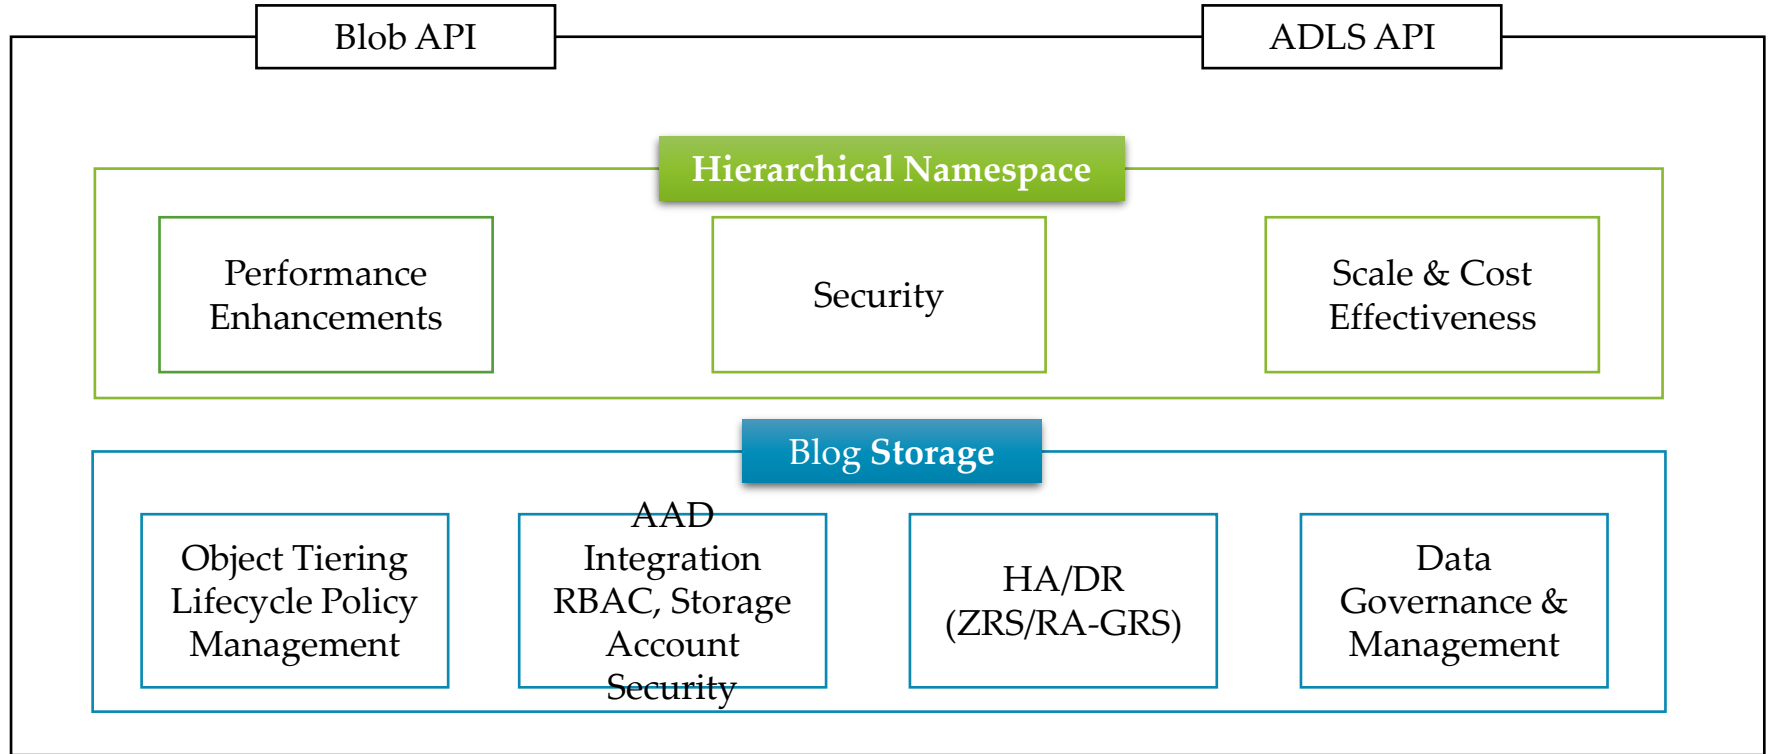 Blob API
ADLS API
Hierarchical Namespace
Performance
Enhancements
Security
Scale & Cost
Effectiveness
Blog Storage
Object Tiering
Lifecycle Policy
Management
AAD
Integration
RBAC, Storage
Account
Security
HA/DR
(ZRS/RA-GRS)
Data
Governance &
Management